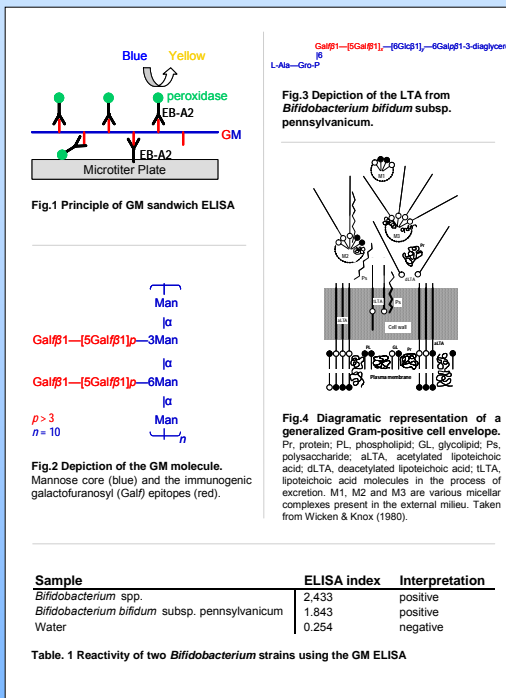 Blue Yellow
peroxidase
EB-A2
GM
EB-A2
Microtiter Plate
Fig.1 Principle of GM sandwich ELISA
Man
|α
Galfβ1—[5Galfβ1]p—3Man
|α
Galfβ1—[5Galfβ1]p—6Man
|α
p > 3
n = 10
Man
n
Fig.2 Depiction of the GM molecule.
Mannose core (blue) and the immunogenic
galactofuranosyl (Galf) epitopes (red).
Galfβ1—[5Galfβ1]x—[6Glcβ1]y—6Galpβ1-3-diaglycero
|6
L-Ala—Gro-P
Fig.3 Depiction of the LTA from
Bifidobacterium bifidum subsp.
pennsylvanicum.
M1
M2
M3
Pr
Ps
dLTA
tLTA
Ps
aLTA
Cell wall
PL GL Pr aLTA
Plasma membrane
Fig.4 Diagramatic representation of a
generalized Gram-positive cell envelope.
Pr, protein; PL, phospholipid; GL, glycolipid; Ps,
polysaccharide; aLTA, acetylated lipoteichoic
acid; dLTA, deacetylated lipoteichoic acid; tLTA,
lipoteichoic acid molecules in the process of
excretion. M1, M2 and M3 are various micellar
complexes present in the external milieu. Taken
from Wicken & Knox (1980).
Sample ELISA index Interpretation
Bifidobacterium spp. 2,433 positive
Bifidobacterium bifidum subsp. pennsylvanicum 1.843 positive
Water 0.254 negative
Table. 1 Reactivity of two Bifidobacterium strains using the GM ELISA